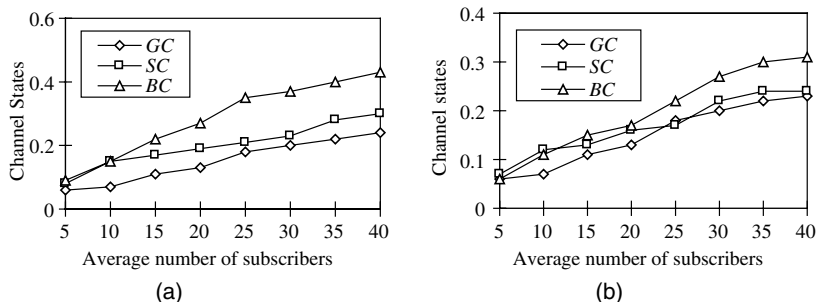 0.6
0.4
0.2
0
Channel States
GC
SC
BC
5 10 15 20 25 30 35 40
Average number of subscribers
(a)
0.4
0.3
0.2
0.1
0
Channel states
GC
SC
BC
5 10 15 20 25 30 35 40
Average number of subscribers
(b)